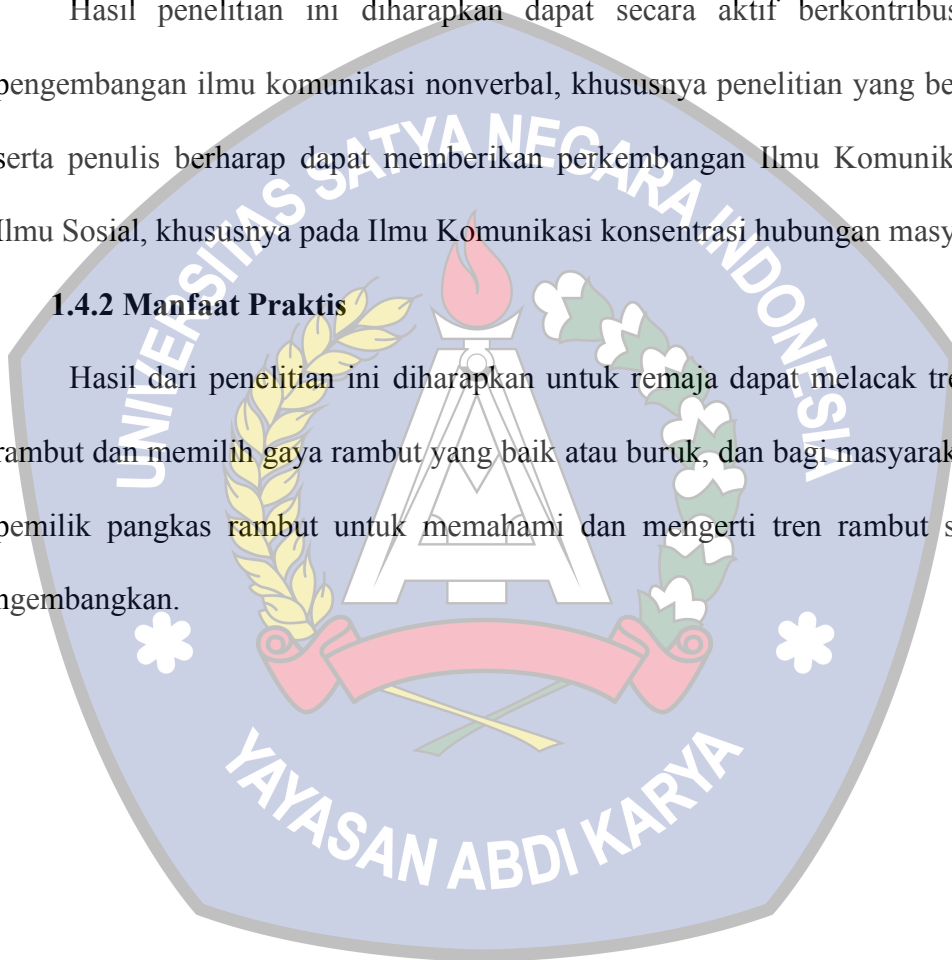 Hasil penelitian ini diharapkan dapat secara aktif berkontribus
pengembangan ilmu komunikasi nonverbal, khususnya penelitian yang be
serta penulis berharap dapat memberikan perkembangan Ilmu Komunik
Ilmu Sosial, khususnya pada Ilmu Komunikasi konsentrasi hubungan masy
1.4.2 Manfaat Praktis
Hasil dari penelitian ini diharapkan untuk remaja dapat melacak tre
rambut dan memilih gaya rambut yang baik atau buruk, dan bagi masyarak
pemilik pangkas rambut untuk memahami dan mengerti tren rambut s
ngembangkan.
UNIVERSITAS SATYA NEGARA INDONESIA
YAYASAN ABDI KARYA